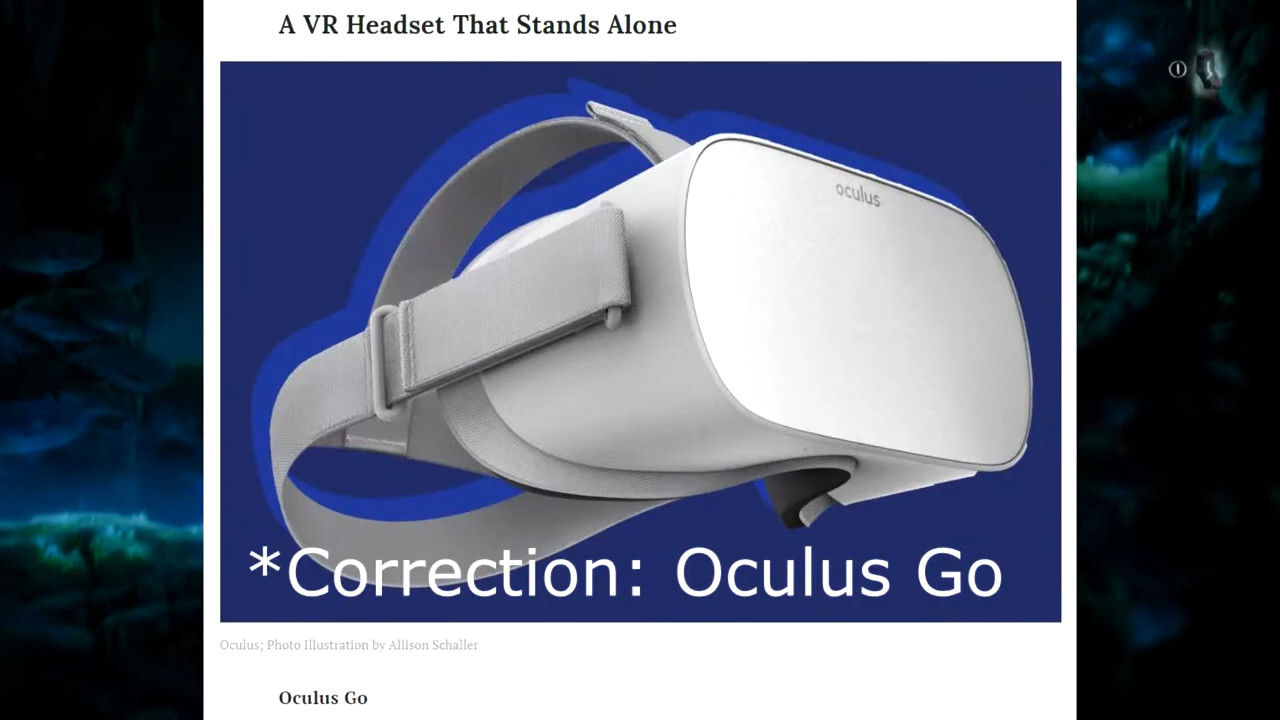 A VR Headset That Stands Alone
oculus
*Correction: Oculus Go
Oculus; Photo Illustration by Allison Schaller
Oculus Go